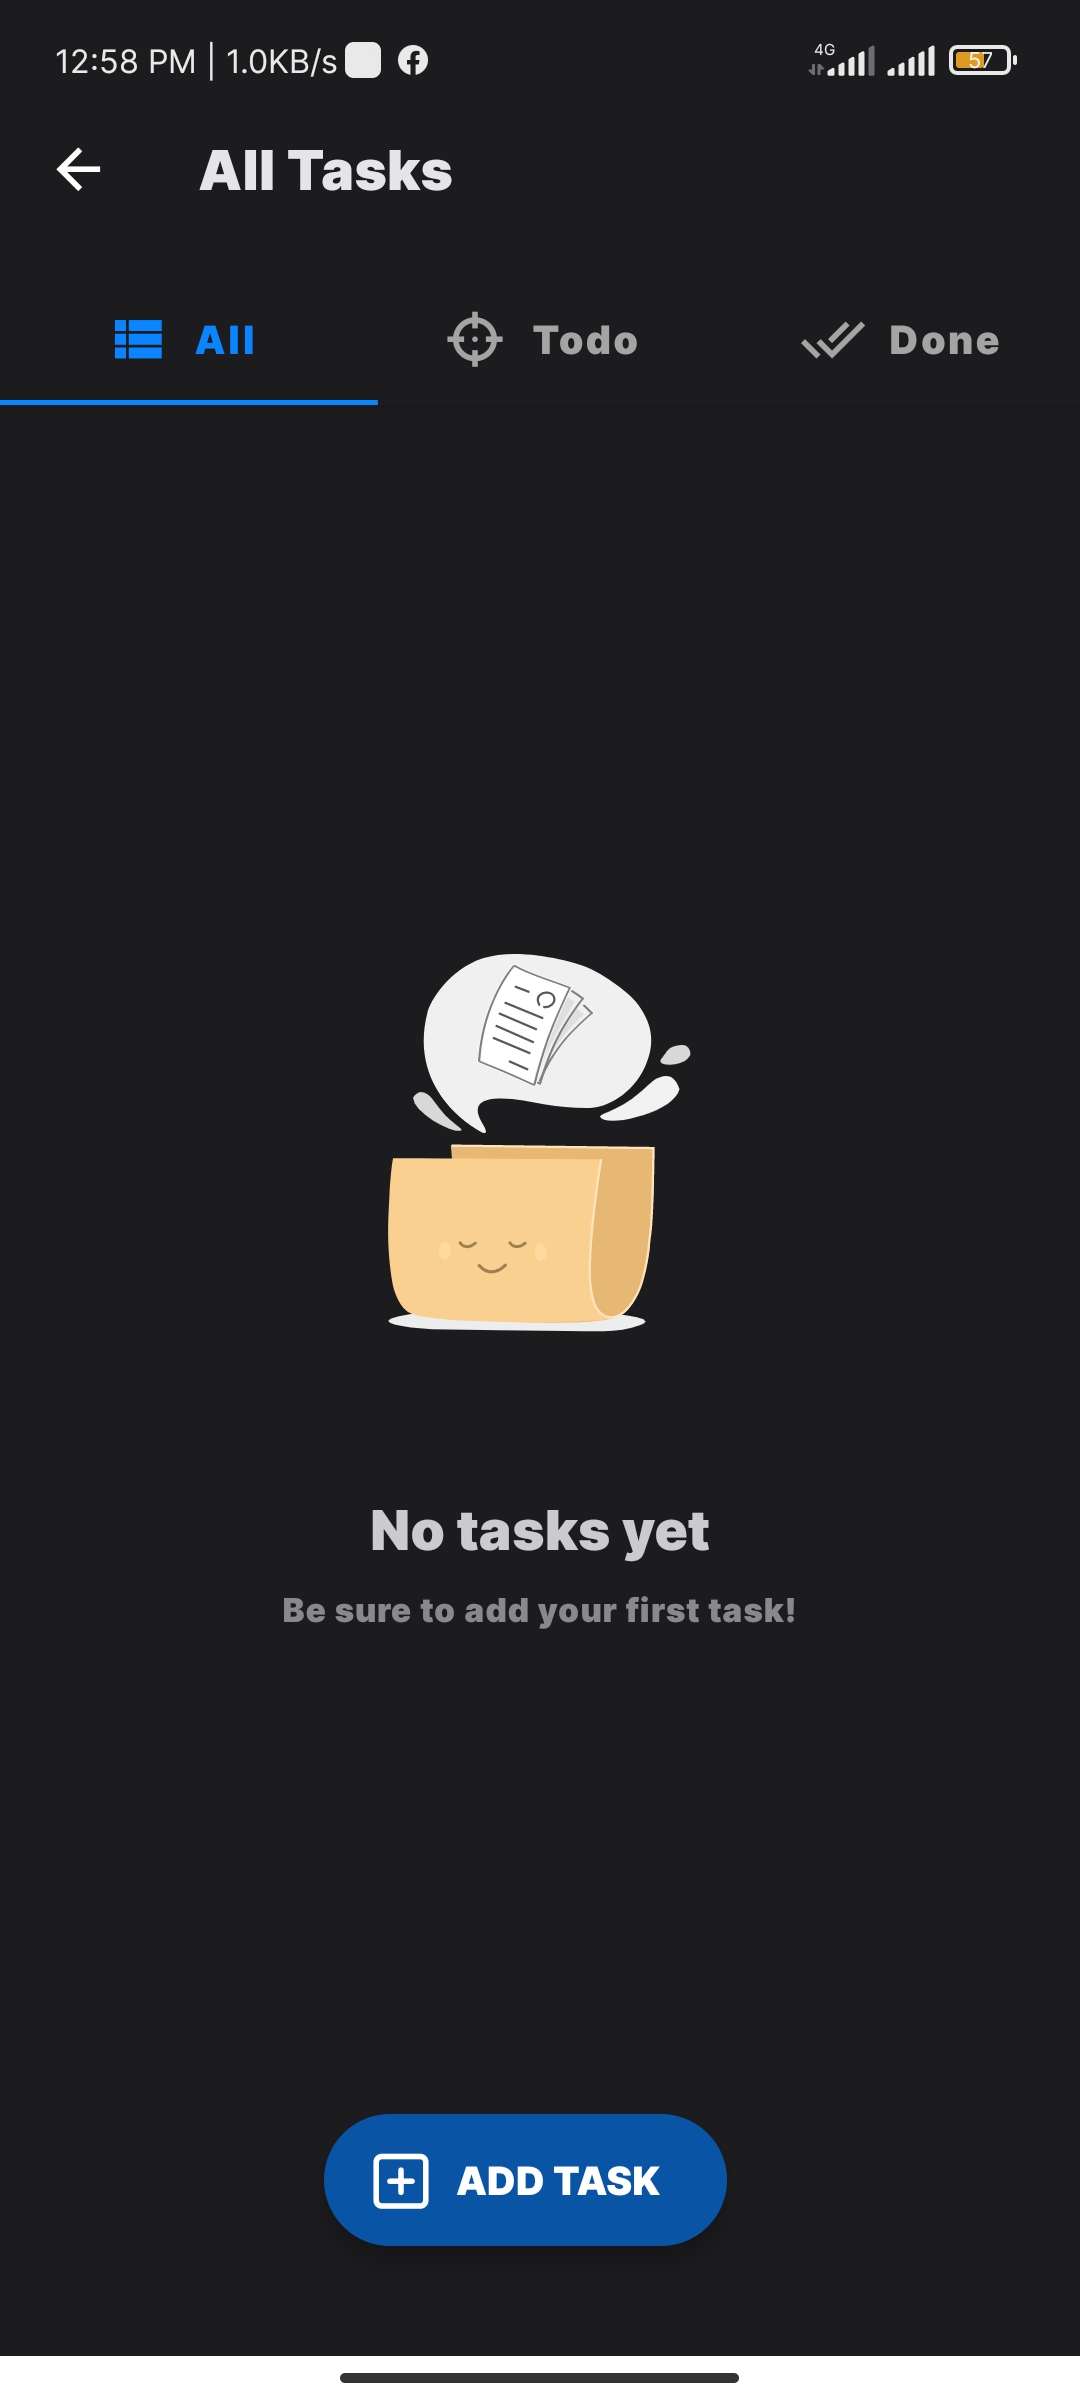 12:58 PM | 1.0KB/s 4G 57
All Tasks
All Todo Done
No tasks yet
Be sure to add your first task!
ADD TASK